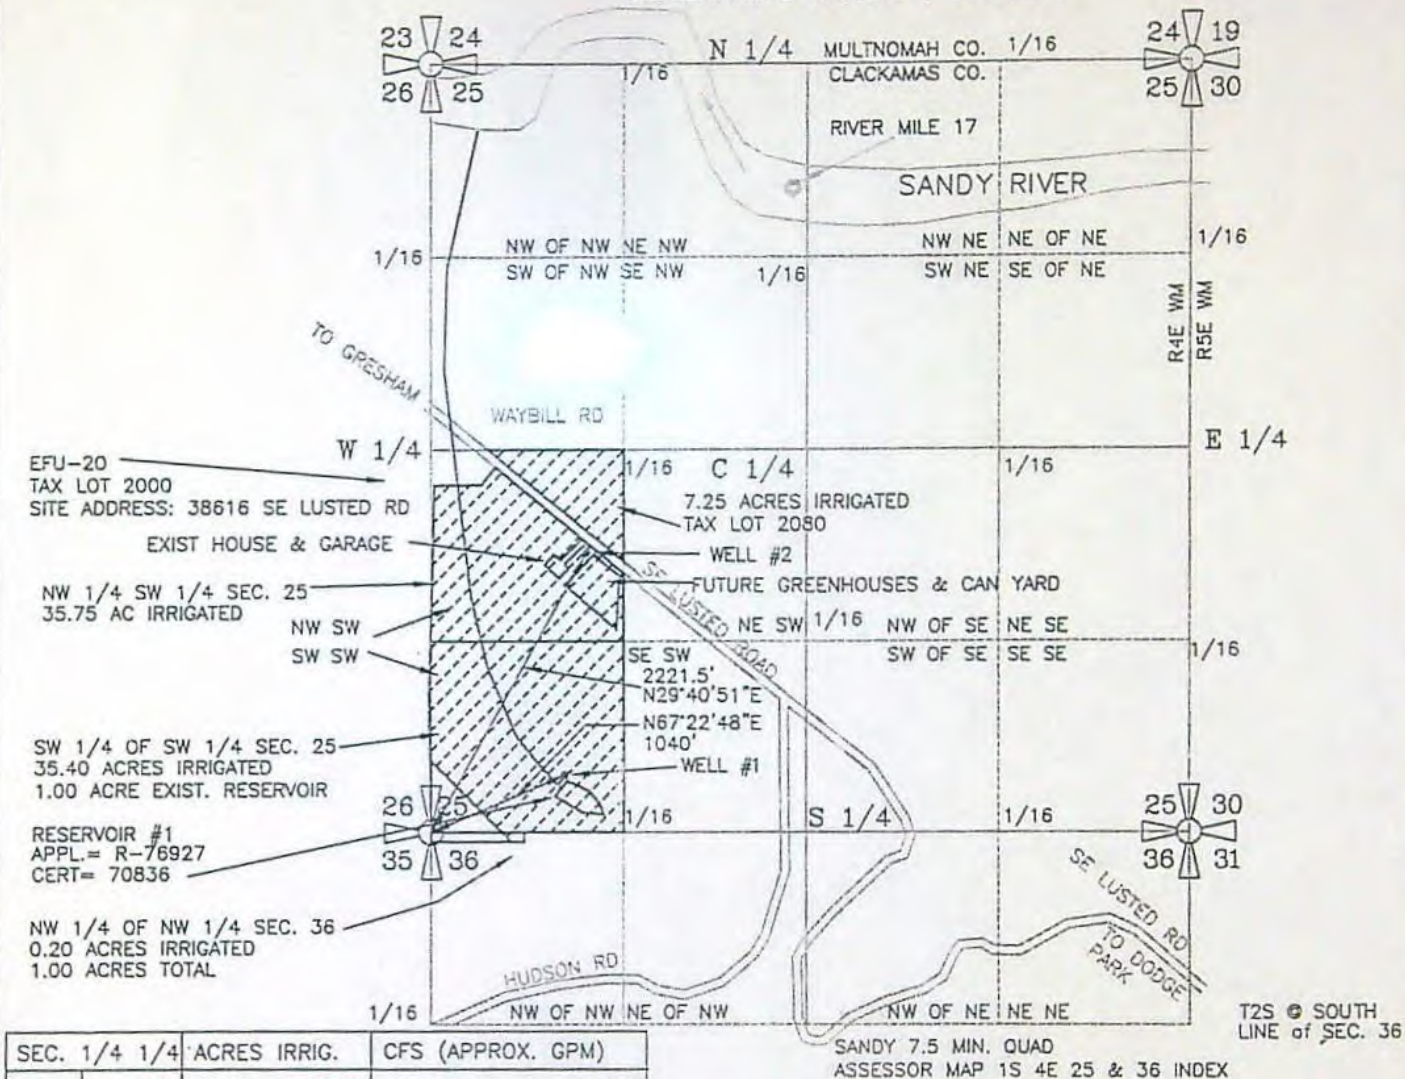 23 24
26 25
N 1/4
MULTNOMAH CO.
CLACKAMAS CO.
1/16
1/16
24 19
25 30
RIVER MILE 17
SANDY RIVER
NW OF NW NE NW
SW OF NW SE NW
1/16
1/16
NW NE NE OF NE
SW NE SE OF NE
1/16
R4E WM
R5E WM
TO GRESHAM
WAYBILL RD
W 1/4
1/16
C 1/4
1/16
E 1/4
EFU-20
TAX LOT 2000
SITE ADDRESS: 38616 SE LUSTED RD
7.25 ACRES IRRIGATED
TAX LOT 2080
EXIST HOUSE & GARAGE
WELL #2
FUTURE GREENHOUSES & CAN YARD
NW 1/4 SW 1/4 SEC. 25
35.75 AC IRRIGATED
SE LUSTED ROAD
NW SW
SW SW
NE SW 1/16 NW OF SE NE SE
SE SW
SW OF SE SE SE
1/16
2221.5'
N29°40'51"E
N67°22'48"E
1040'
SW 1/4 OF SW 1/4 SEC. 25
35.40 ACRES IRRIGATED
1.00 ACRE EXIST. RESERVOIR
WELL #1
26 25
35 36
1/16
S 1/4
1/16
25 30
36 31
RESERVOIR #1
APPL.= R-76927
CERT= 70836
SE LUSTED RD
TO DODGE
PARK
NW 1/4 OF NW 1/4 SEC. 36
0.20 ACRES IRRIGATED
1.00 ACRES TOTAL
HUDSON RD
1/16
NW OF NW NE OF NW
NW OF NE NE NE
T2S @ SOUTH
LINE of SEC. 36
SEC. 1/4 1/4 ACRES IRRIG. CFS (APPROX. GPM)
SANDY 7.5 MIN. QUAD
ASSESSOR MAP 1S 4E 25 & 36 INDEX